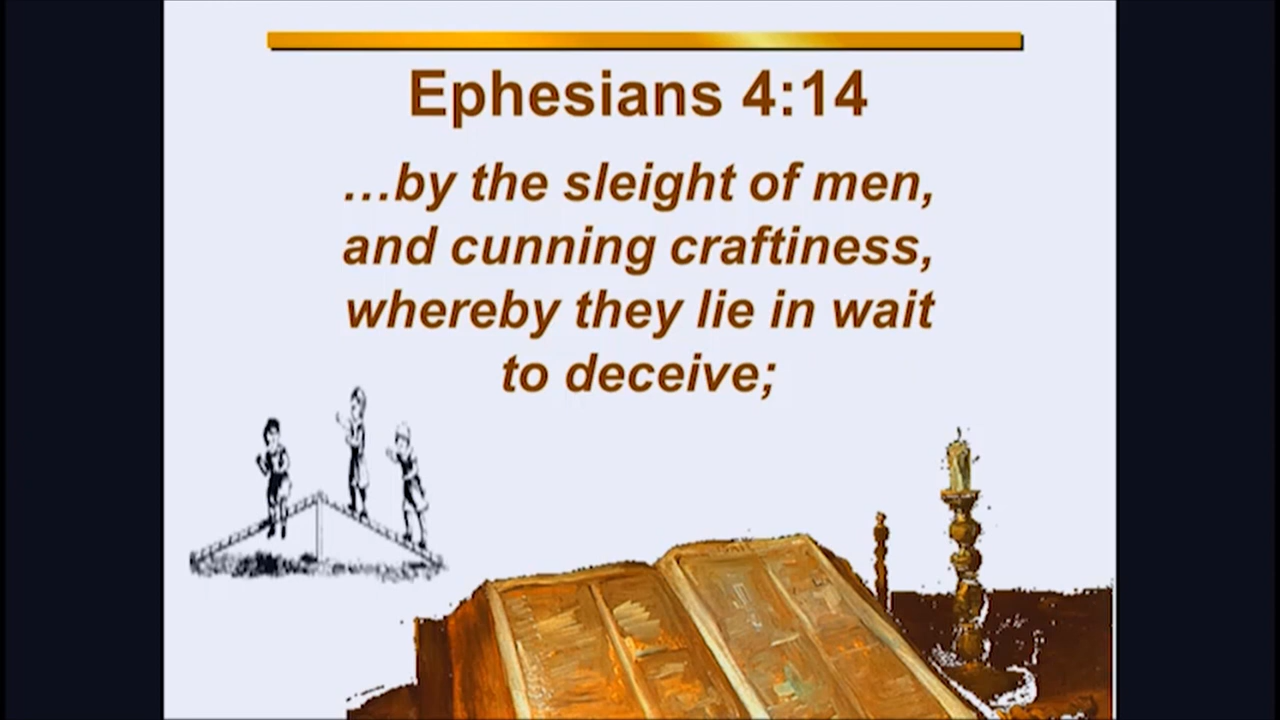 Ephesians 4:14
…by the sleight of men,
and cunning craftiness,
whereby they lie in wait
to deceive;